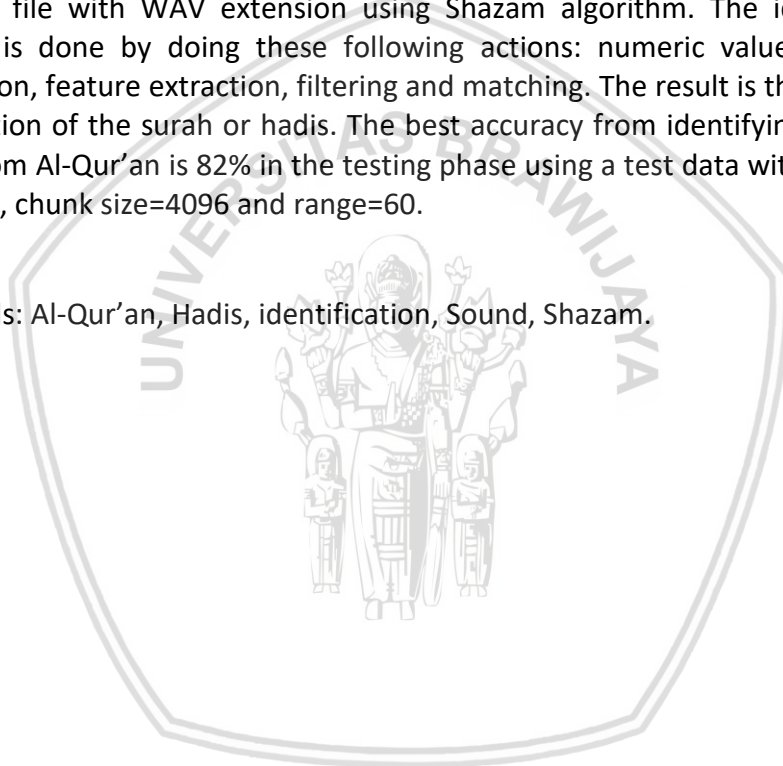 file with WAV extension using Shazam algorithm. The
is done by doing these following actions: numeric value
on, feature extraction, filtering and matching. The result is
tion of the surah or hadis. The best accuracy from identifyin
om Al-Qur'an is 82% in the testing phase using a test data wit
, chunk size=4096 and range=60.
s: Al-Qur'an, Hadis, identification, Sound, Shazam.
UNIVERSITAS BRAWIJAYA